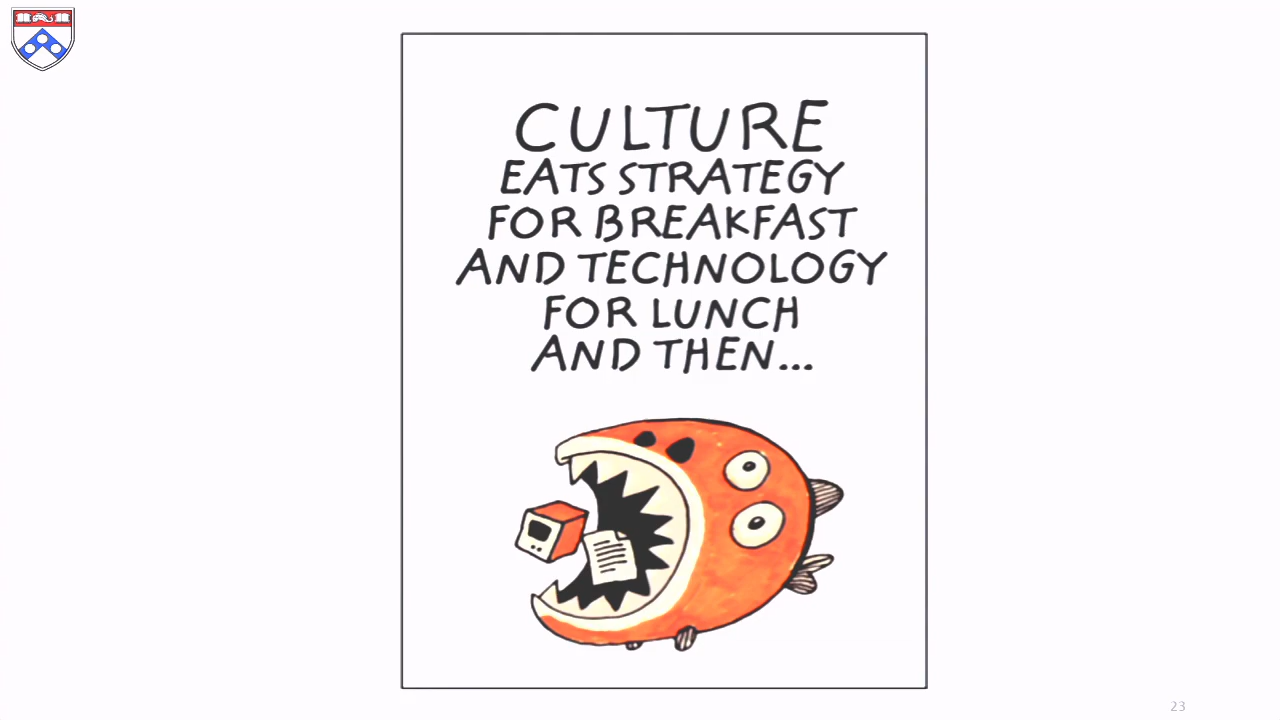 CULTURE
EATS STRATEGY
FOR BREAKFAST
AND TECHNOLOGY
FOR LUNCH
AND THEN...
23